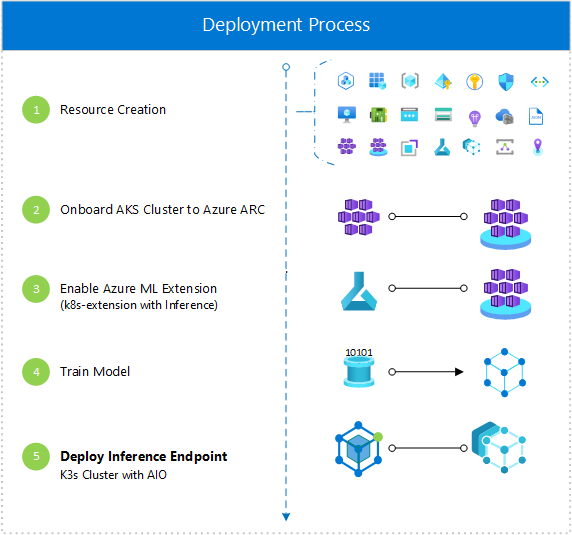 Deployment Process
1
Resource Creation
JSON
2
Onboard AKS Cluster to Azure ARC
3
Enable Azure ML Extension
(k8s-extension with Inference)
10101
4
Train Model
5
Deploy Inference Endpoint
K3s Cluster with AIO